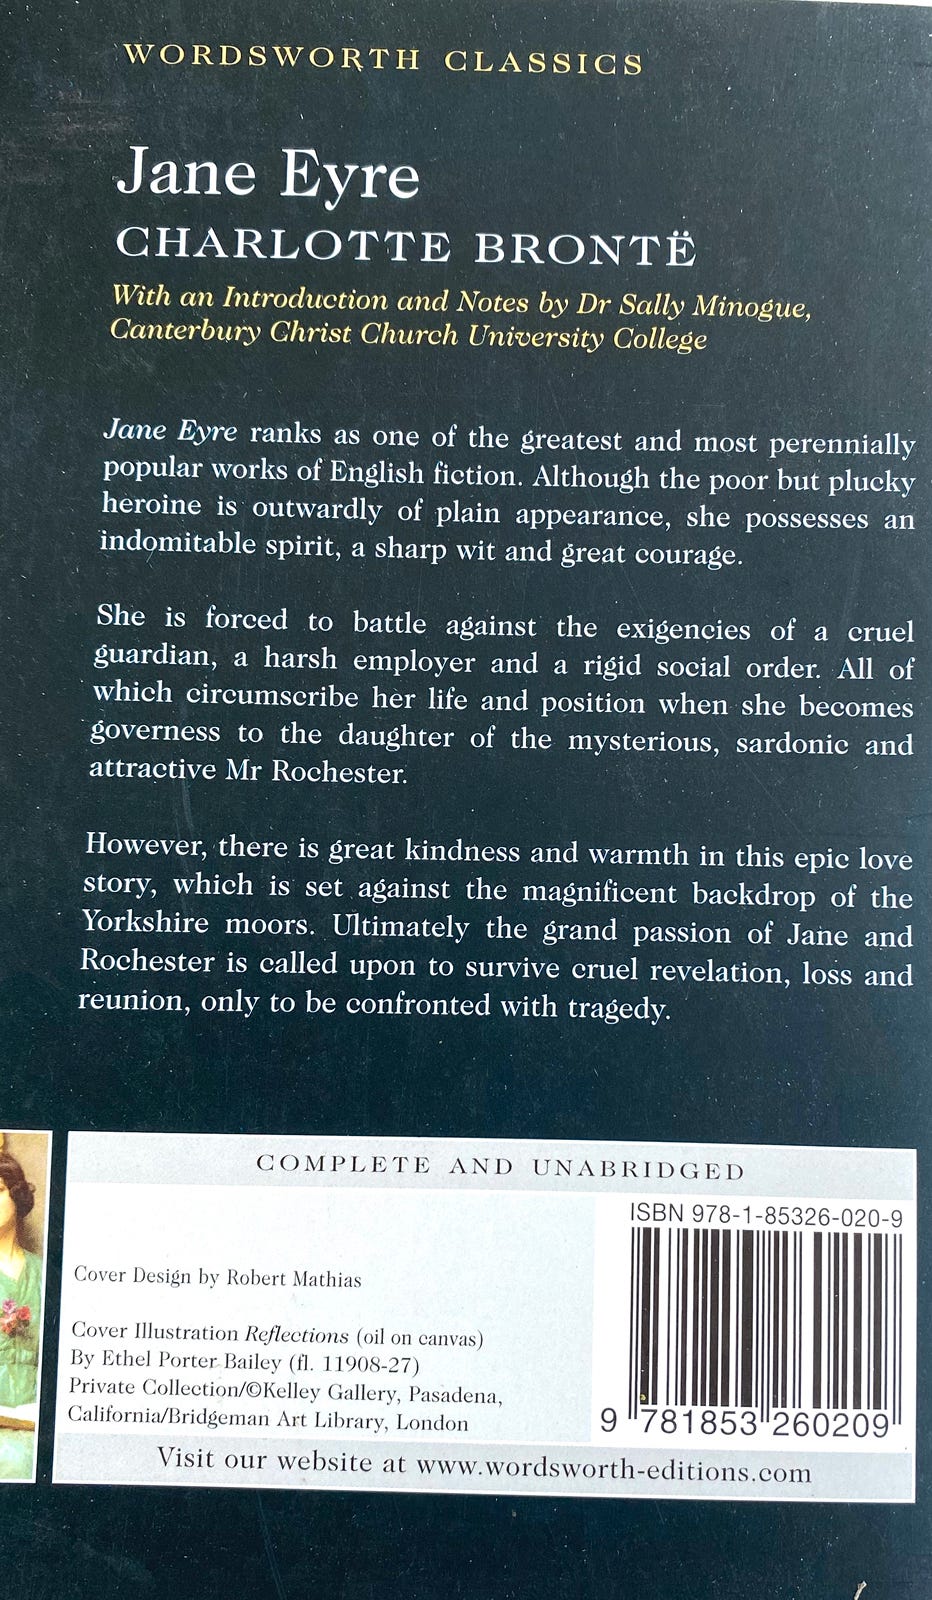 WORDSWORTH CLASSICS
Jane Eyre
CHARLOTTE BRONTË
With an Introduction and Notes by Dr Sally Minogue,
Canterbury Christ Church University College
Jane Eyre ranks as one of the greatest and most perennially
popular works of English fiction. Although the poor but plucky
heroine is outwardly of plain appearance, she possesses an
indomitable spirit, a sharp wit and great courage.
She is forced to battle against the exigencies of a cruel
guardian, a harsh employer and a rigid social order. All of
which circumscribe her life and position when she becomes
governess to the daughter of the mysterious, sardonic and
attractive Mr Rochester.
However, there is great kindness and warmth in this epic love
story, which is set against the magnificent backdrop of the
Yorkshire moors. Ultimately the grand passion of Jane and
Rochester is called upon to survive cruel revelation, loss and
reunion, only to be confronted with tragedy.
COMPLETE AND UNABRIDGED
ISBN 978-1-85326-020-9
Cover Design by Robert Mathias
Cover Illustration Reflections (oil on canvas)
By Ethel Porter Bailey (fl. 11908-27)
Private Collection/©Kelley Gallery, Pasadena,
California/Bridgeman Art Library, London
9 781853 260209
Visit our website at www.wordsworth-editions.com